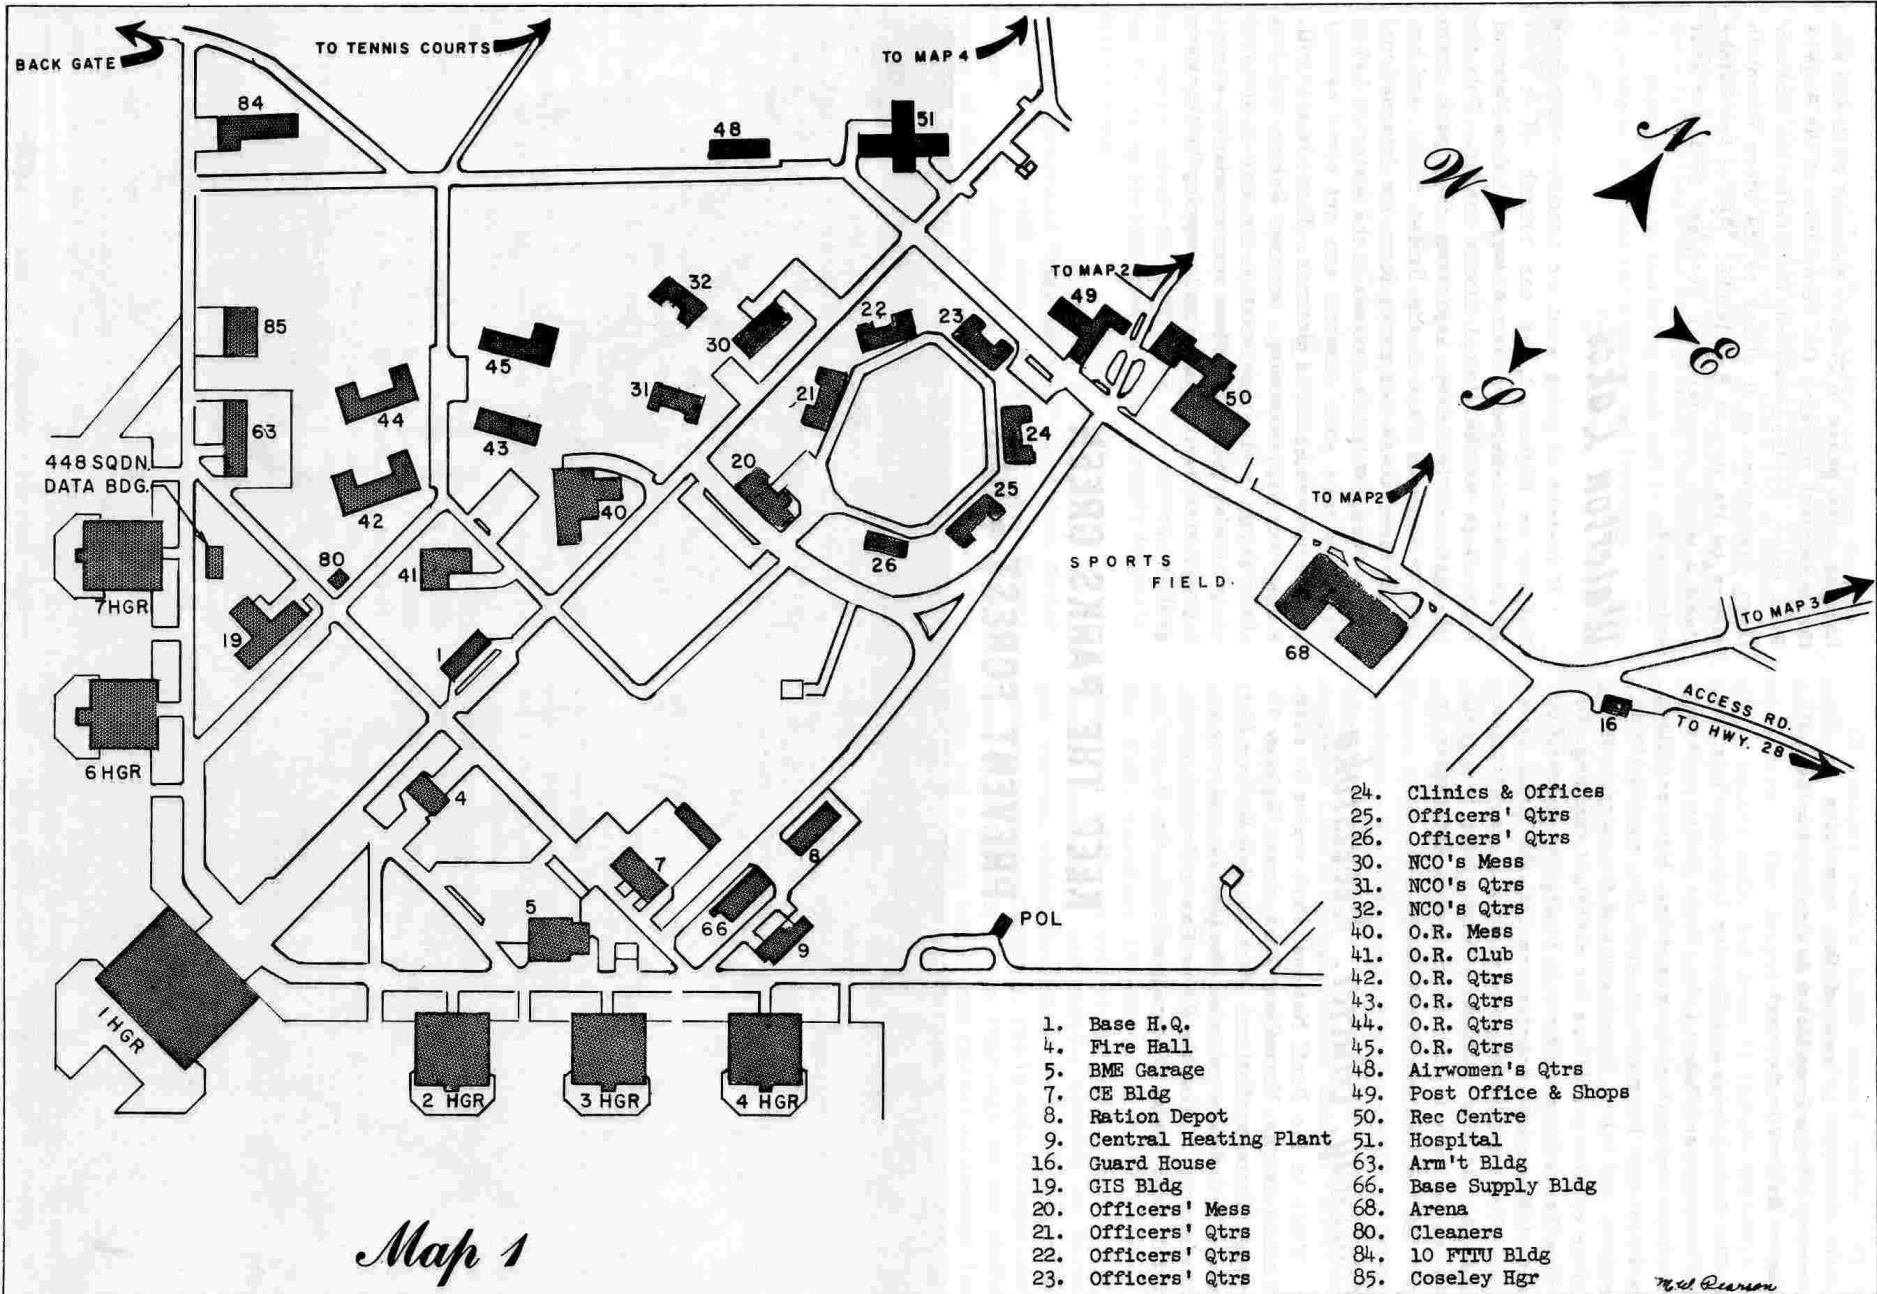 BACK GATE
TO TENNIS COURTS
TO MAP 4
84
48
51
N
W
E
S
TO MAP 2
49
85
32
30
22
23
45
50
44
31
21
63
43
24
448 SQDN.
DATA BDG.
42
40
20
25
TO MAP2
80
41
26
SPORTS
FIELD.
7HGR
19
1
68
TO MAP 3
ACCESS RD.
TO HWY. 28
16
6 HGR
4
7
8
5
66
9
POL
1 HGR
2 HGR
3 HGR
4 HGR
1. Base H.Q.
4. Fire Hall
5. BME Garage
7. CE Bldg
8. Ration Depot
9. Central Heating Plant
16. Guard House
19. GIS Bldg
20. Officers' Mess
21. Officers' Qtrs
22. Officers' Qtrs
23. Officers' Qtrs
24. Clinics & Offices
25. Officers' Qtrs
26. Officers' Qtrs
30. NCO's Mess
31. NCO's Qtrs
32. NCO's Qtrs
40. O.R. Mess
41. O.R. Club
42. O.R. Qtrs
43. O.R. Qtrs
44. O.R. Qtrs
45. O.R. Qtrs
48. Airwomen's Qtrs
49. Post Office & Shops
50. Rec Centre
51. Hospital
63. Arm't Bldg
66. Base Supply Bldg
68. Arena
80. Cleaners
84. 10 FTTU Bldg
85. Coseley Hgr
Map 1
M.W. Pearson